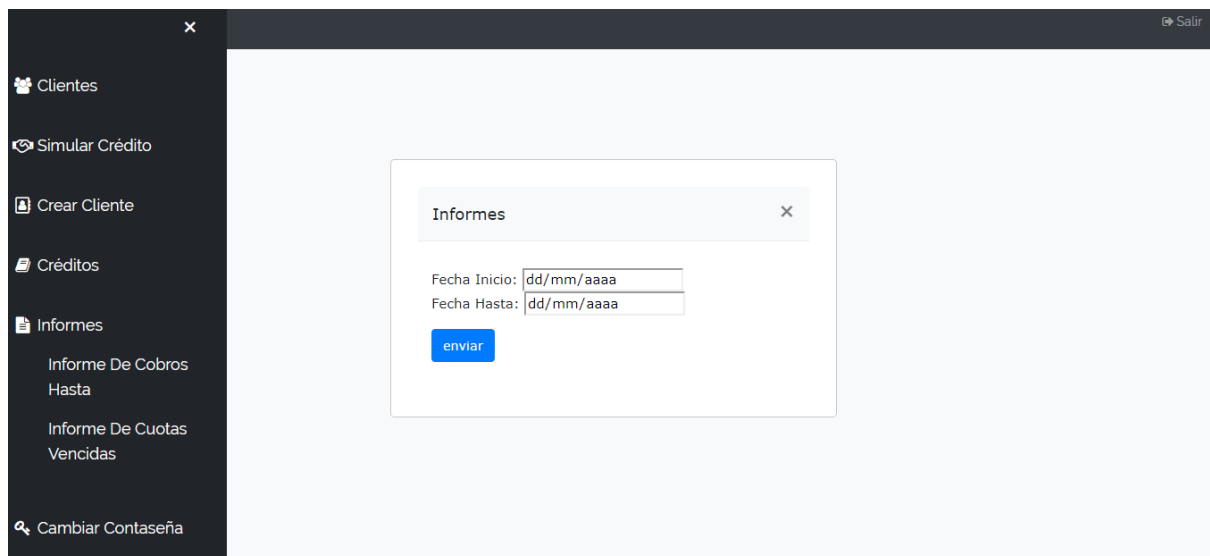 Salir
Clientes
Simular Crédito
Crear Cliente
Créditos
Informes
Informe De Cobros
Hasta
Informe De Cuotas
Vencidas
Cambiar Contaseña
Informes
Fecha Inicio: dd/mm/aaaa
Fecha Hasta: dd/mm/aaaa
enviar